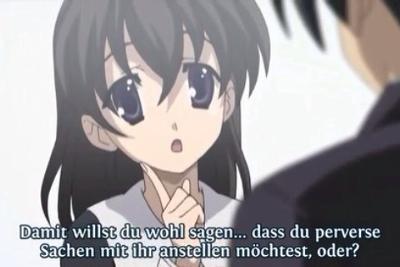 Damit willst du wohl sagen... dass du perverse
Sachen mit ihr anstellen möchtest, oder?